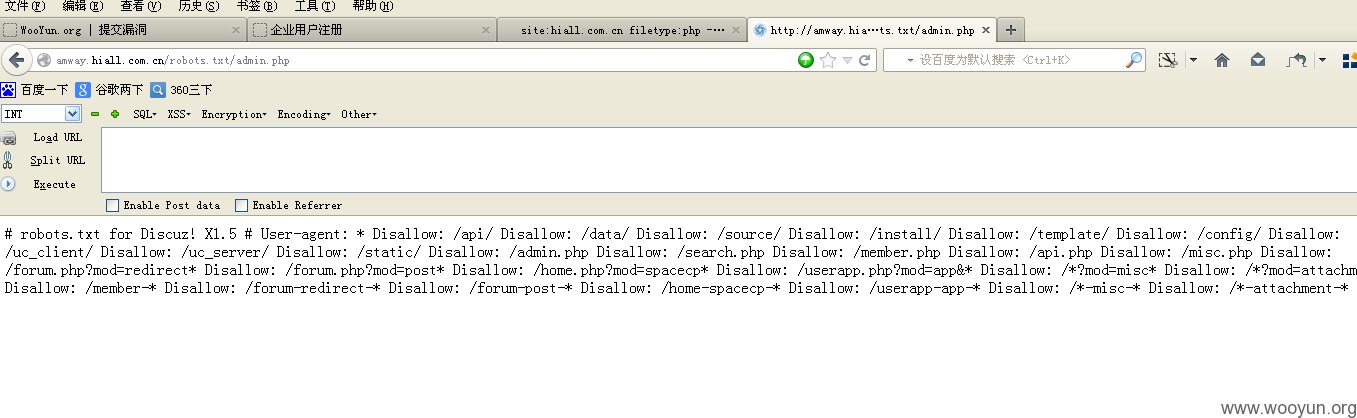 文件(F) 编辑(E) 查看(V) 历史(S) 书签(B) 工具(T) 帮助(H)
WooYun.org | 提交漏洞 × 企业用户注册 × site:hiall.com.cn filetype:php -… × http://amway.hia…ts.txt/admin.php × +
amway.hiall.com.cn/robots.txt/admin.php 设百度为默认搜索 <Ctrl+K>
百度一下 谷歌两下 360三下
INT SQL XSS Encryption Encoding Other
Load URL
Split URL
Execute
Enable Post data Enable Referrer
# robots.txt for Discuz! X1.5 # User-agent: * Disallow: /api/ Disallow: /data/ Disallow: /source/ Disallow: /install/ Disallow: /template/ Disallow: /config/ Disallow:
/uc_client/ Disallow: /uc_server/ Disallow: /static/ Disallow: /admin.php Disallow: /search.php Disallow: /member.php Disallow: /api.php Disallow: /misc.php Disallow:
/forum.php?mod=redirect* Disallow: /forum.php?mod=post* Disallow: /home.php?mod=spacecp* Disallow: /userapp.php?mod=app&* Disallow: /*?mod=misc* Disallow: /*?mod=attachm
Disallow: /member-* Disallow: /forum-redirect-* Disallow: /forum-post-* Disallow: /home-spacecp-* Disallow: /userapp-app-* Disallow: /*-misc-* Disallow: /*-attachment-*
www.wooyun.org